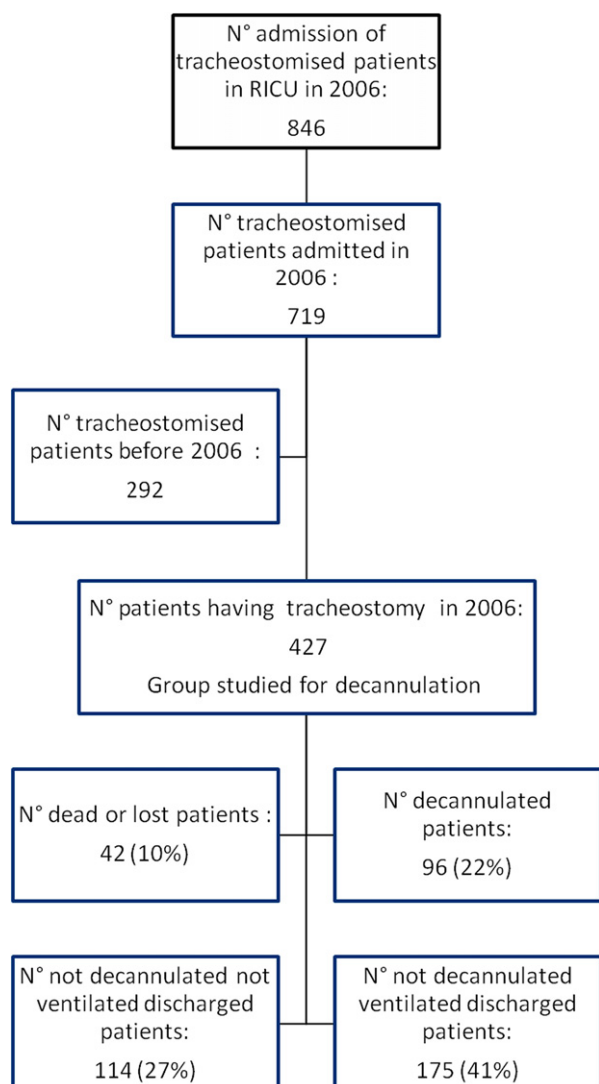 N° admission of
tracheostomised patients
in RICU in 2006:
846
N° tracheostomised
patients admitted in
2006 :
719
N° tracheostomised
patients before 2006 :
292
N° patients having tracheostomy in 2006:
427
Group studied for decannulation
N° dead or lost patients :
42 (10%)
N° decannulated
patients:
96 (22%)
N° not decannulated not
ventilated discharged
patients:
114 (27%)
N° not decannulated
ventilated discharged
patients:
175 (41%)